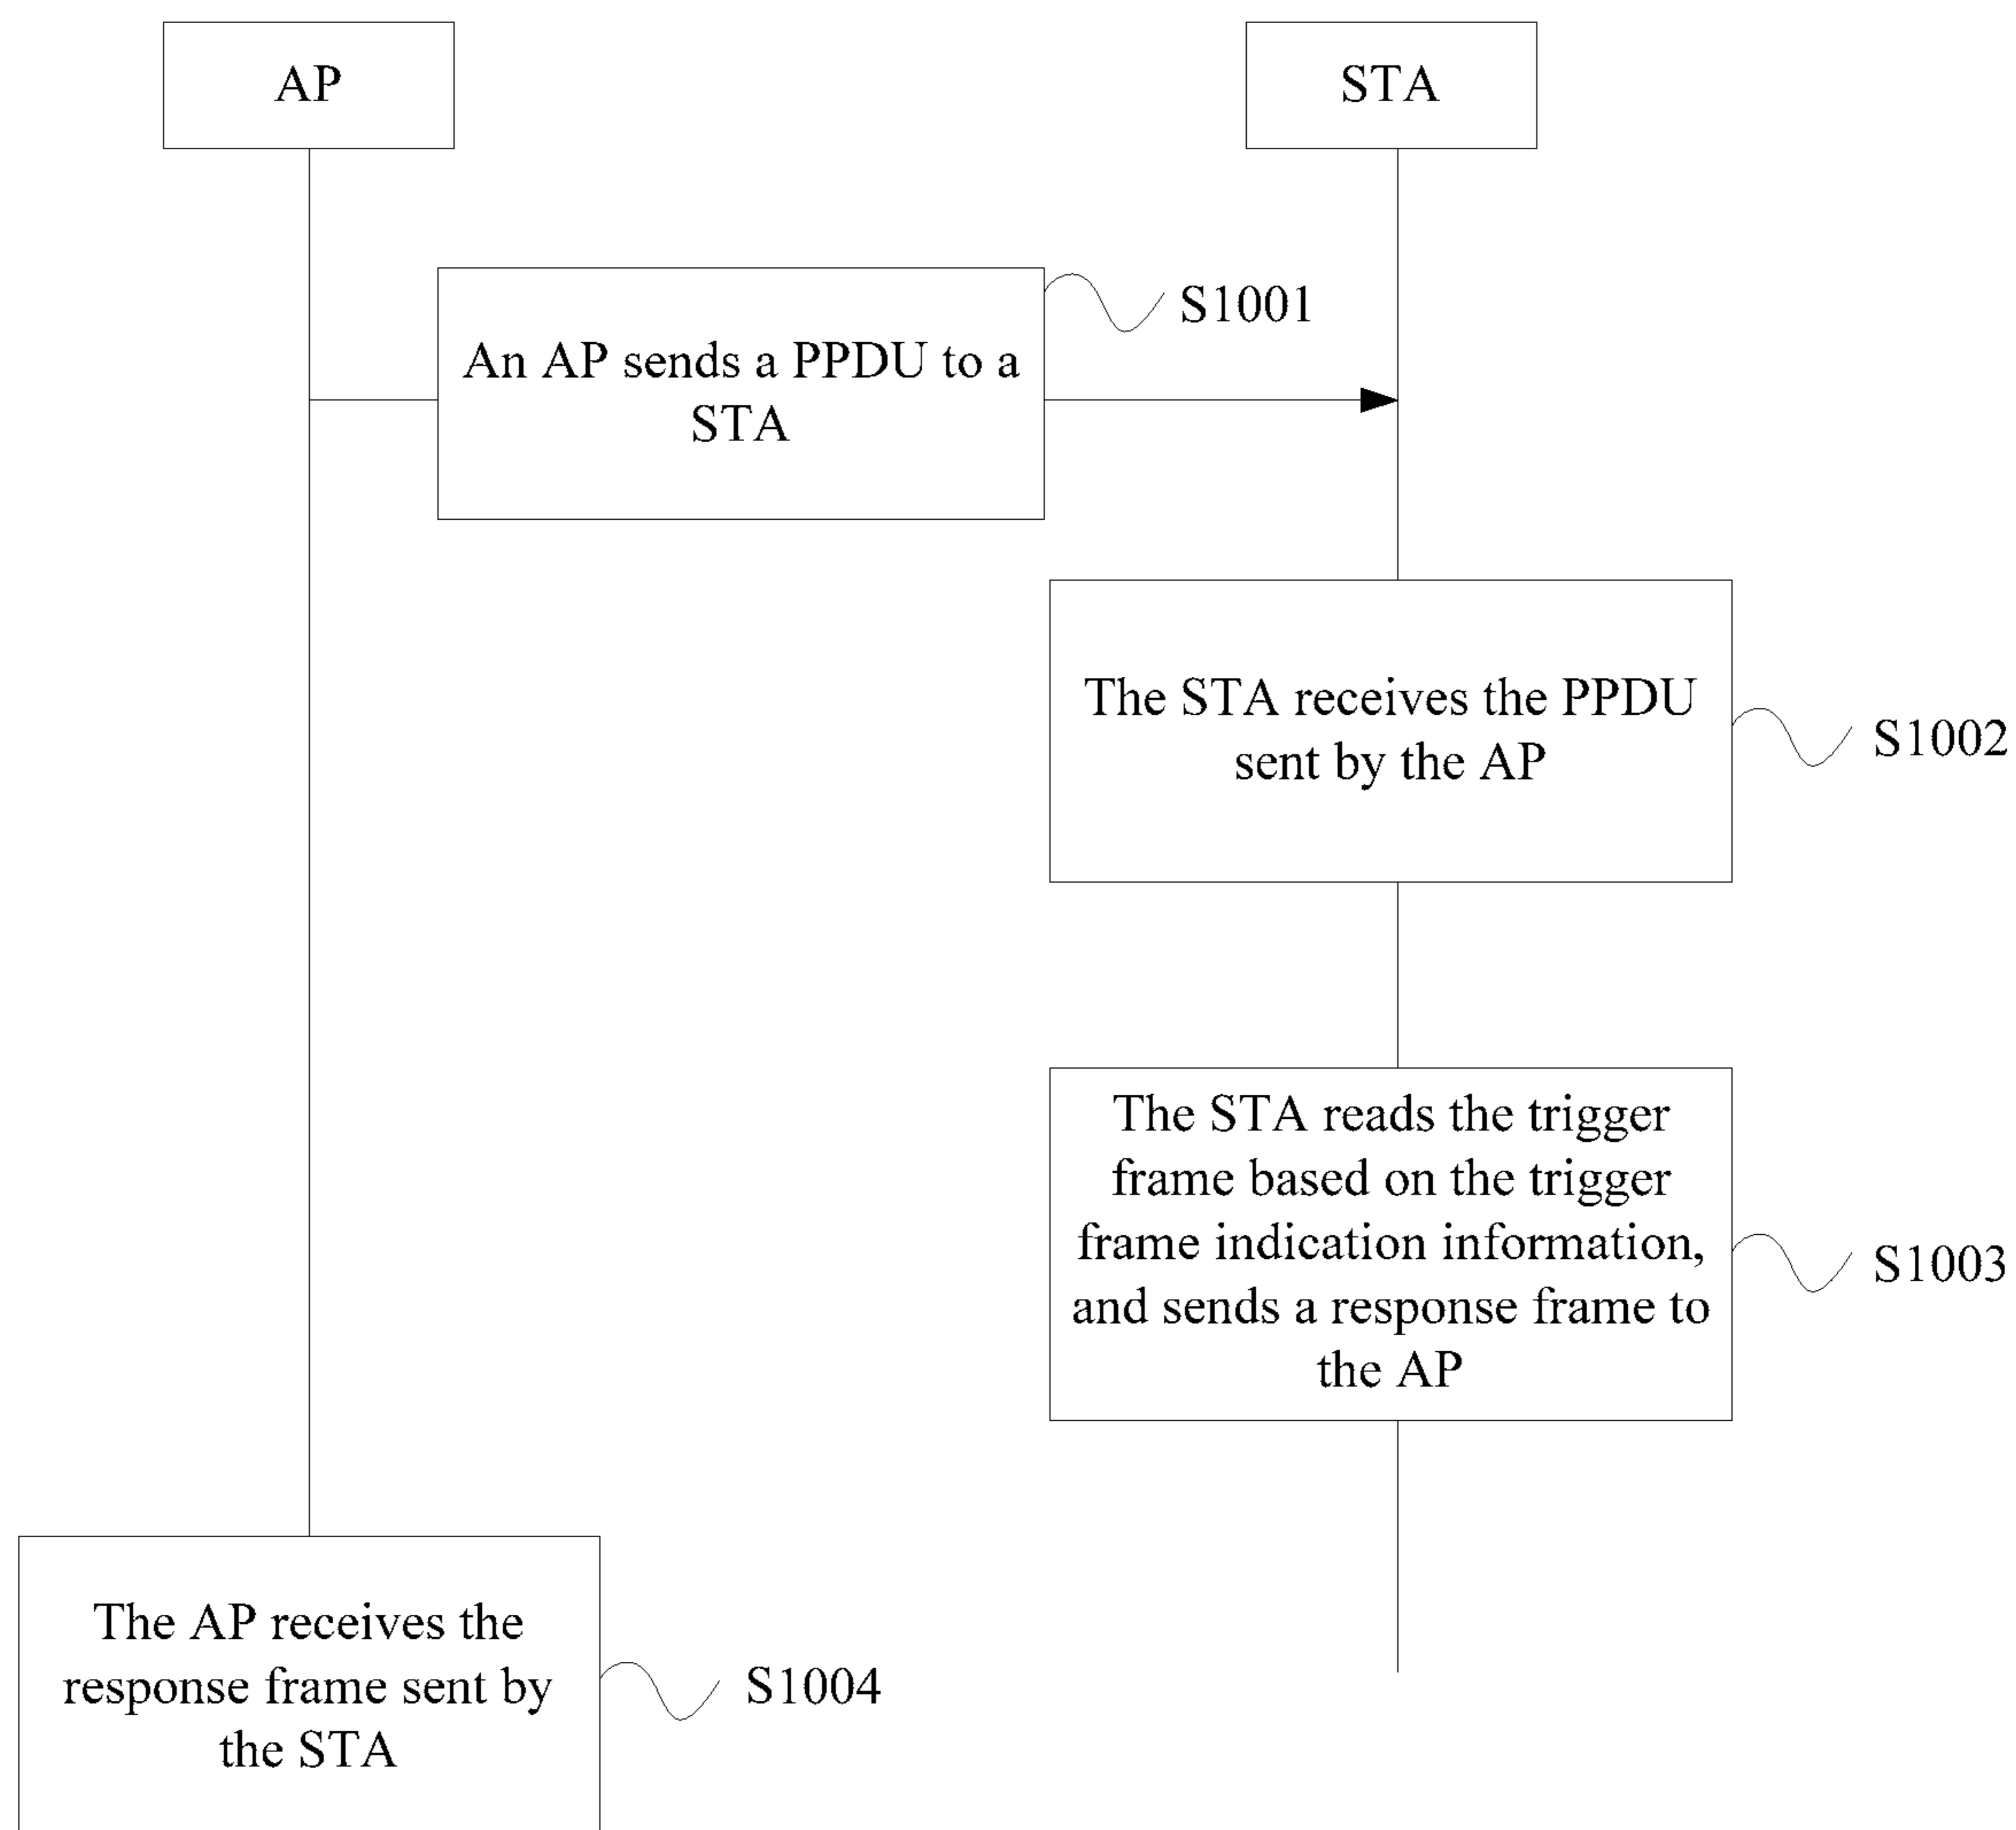 AP
STA
An AP sends a PPDU to a
STA
S1001
The STA receives the PPDU
sent by the AP
S1002
The STA reads the trigger
frame based on the trigger
frame indication information,
and sends a response frame to
the AP
S1003
The AP receives the
response frame sent by
the STA
S1004